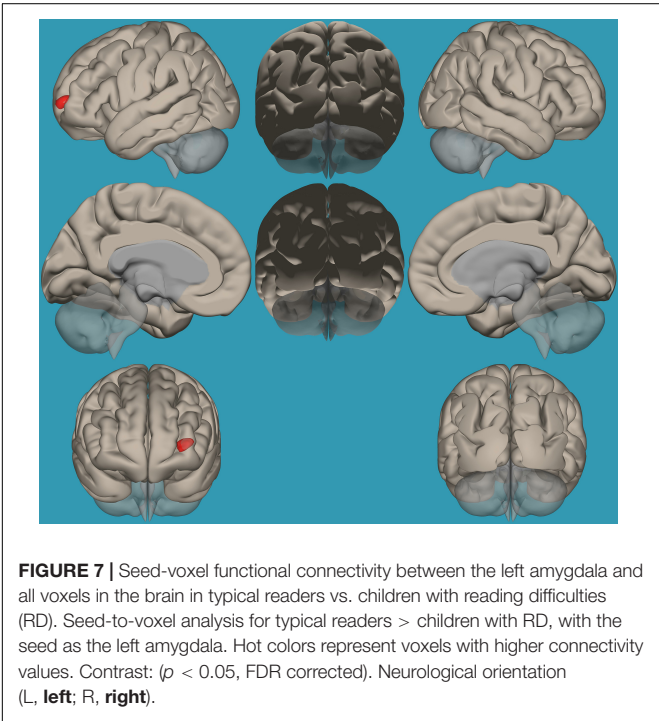 FIGURE 7 | Seed-voxel functional connectivity between the left amygdala and
all voxels in the brain in typical readers vs. children with reading difficulties
(RD). Seed-to-voxel analysis for typical readers > children with RD, with the
seed as the left amygdala. Hot colors represent voxels with higher connectivity
values. Contrast: (p < 0.05, FDR corrected). Neurological orientation
(L, left; R, right).